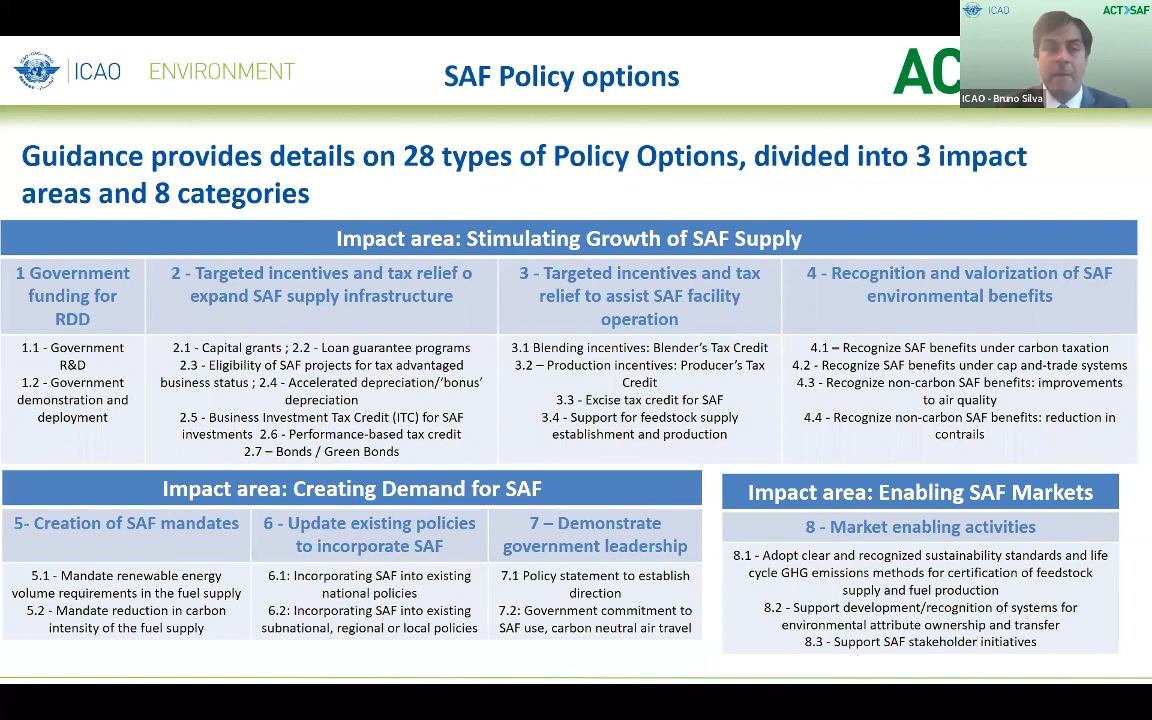 ICAO
ACT>SAF
ICAO
ENVIRONMENT
SAF Policy options
AC
ICAO - Bruno Silva
Guidance provides details on 28 types of Policy Options, divided into 3 impact
areas and 8 categories
Impact area: Stimulating Growth of SAF Supply
1 Government
funding for
RDD
2 - Targeted incentives and tax relief o
expand SAF supply infrastructure
3 - Targeted incentives and tax
relief to assist SAF facility
operation
4 - Recognition and valorization of SAF
environmental benefits
1.1 - Government
R&D
1.2 - Government
demonstration and
deployment
2.1 - Capital grants ; 2.2 - Loan guarantee programs
2.3 - Eligibility of SAF projects for tax advantaged
business status ; 2.4 - Accelerated depreciation/‘bonus’
depreciation
2.5 - Business Investment Tax Credit (ITC) for SAF
investments 2.6 - Performance-based tax credit
2.7 – Bonds / Green Bonds
3.1 Blending incentives: Blender’s Tax Credit
3.2 – Production incentives: Producer’s Tax
Credit
3.3 - Excise tax credit for SAF
3.4 - Support for feedstock supply
establishment and production
4.1 – Recognize SAF benefits under carbon taxation
4.2 - Recognize SAF benefits under cap and-trade systems
4.3 - Recognize non-carbon SAF benefits: improvements
to air quality
4.4 - Recognize non-carbon SAF benefits: reduction in
contrails
Impact area: Creating Demand for SAF
5- Creation of SAF mandates
6 - Update existing policies
to incorporate SAF
7 – Demonstrate
government leadership
5.1 - Mandate renewable energy
volume requirements in the fuel supply
5.2 - Mandate reduction in carbon
intensity of the fuel supply
6.1: Incorporating SAF into existing
national policies
6.2: Incorporating SAF into existing
subnational, regional or local policies
7.1 Policy statement to establish
direction
7.2: Government commitment to
SAF use, carbon neutral air travel
Impact area: Enabling SAF Markets
8 - Market enabling activities
8.1 - Adopt clear and recognized sustainability standards and life
cycle GHG emissions methods for certification of feedstock
supply and fuel production
8.2 - Support development/recognition of systems for
environmental attribute ownership and transfer
8.3 - Support SAF stakeholder initiatives